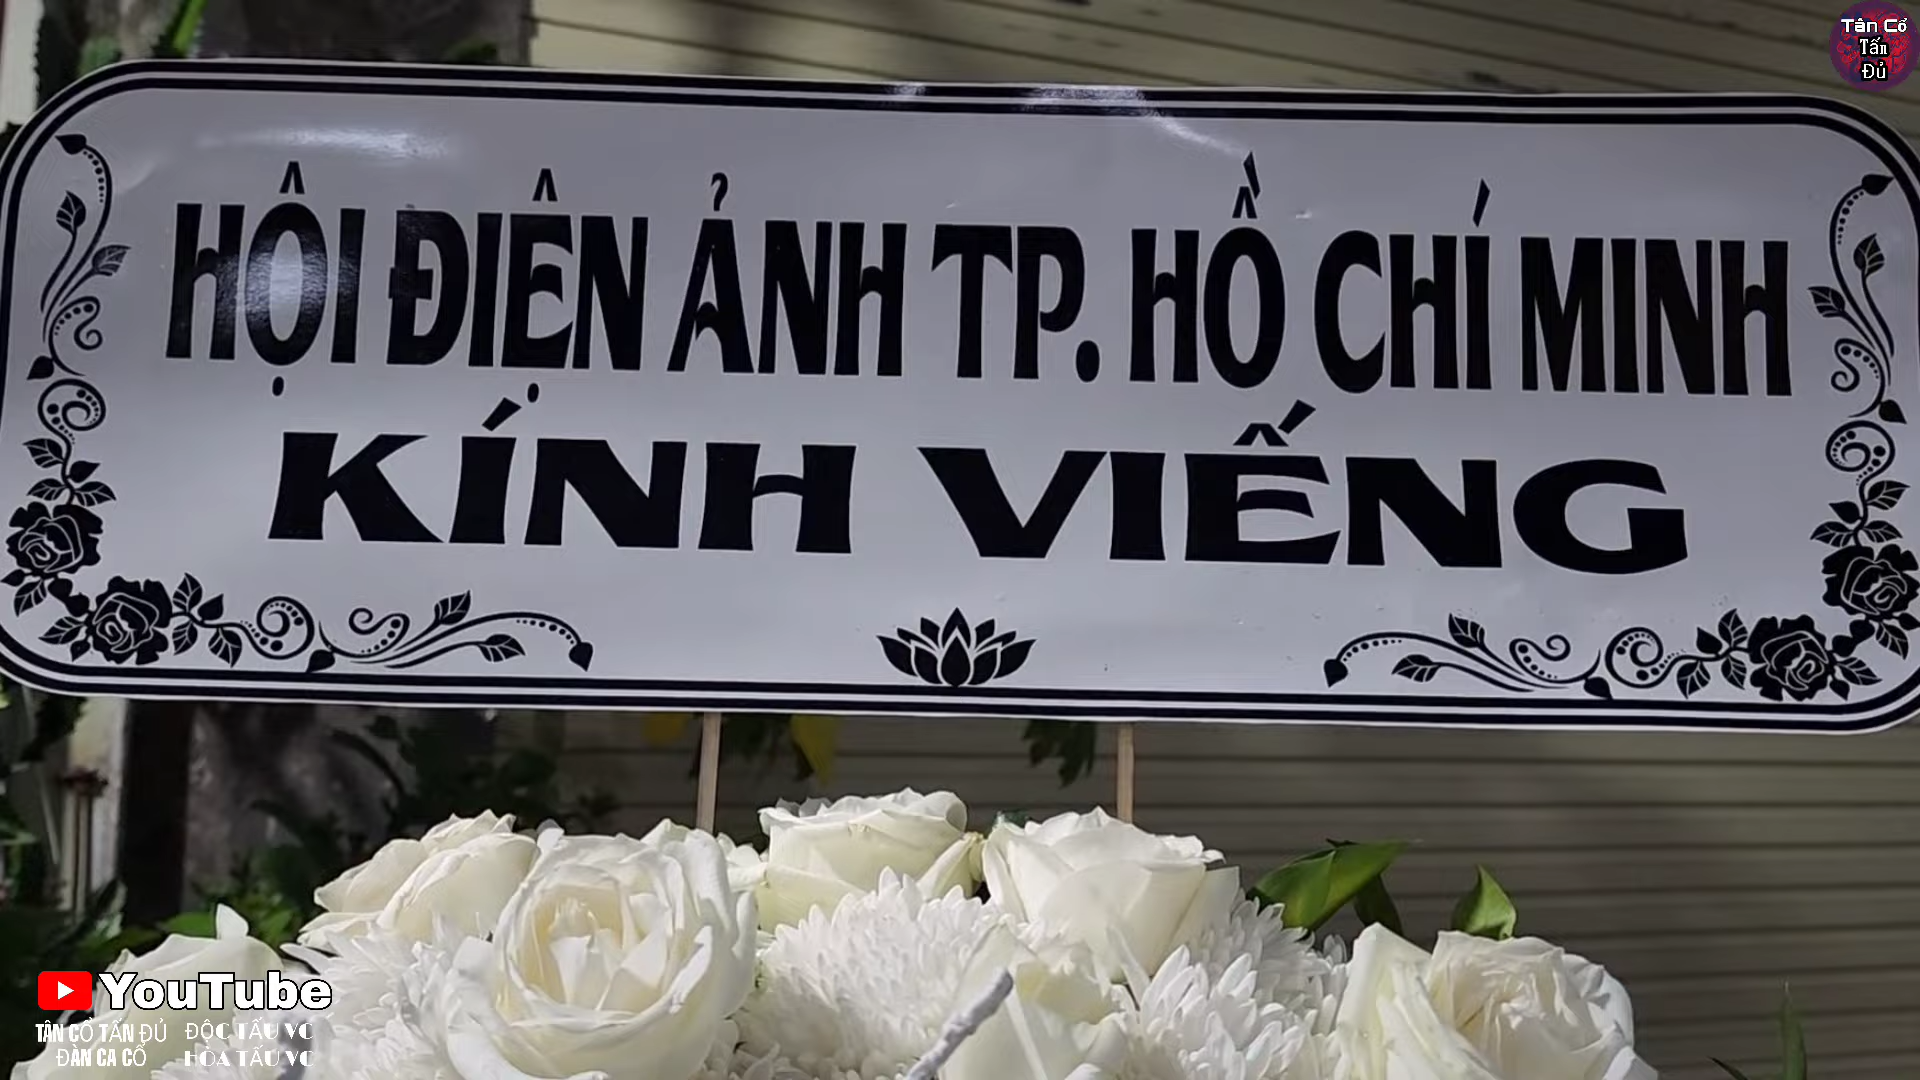 Tân Cổ
Tấn
Đủ
HỘI ĐIỆN ẢNH TP. HỒ CHÍ MINH
KÍNH VIẾNG
YouTube
TÂN CỔ TẤN ĐỦ ĐỘC TẤU VC
ĐÀN CA CỔ HÒA TẤU VC